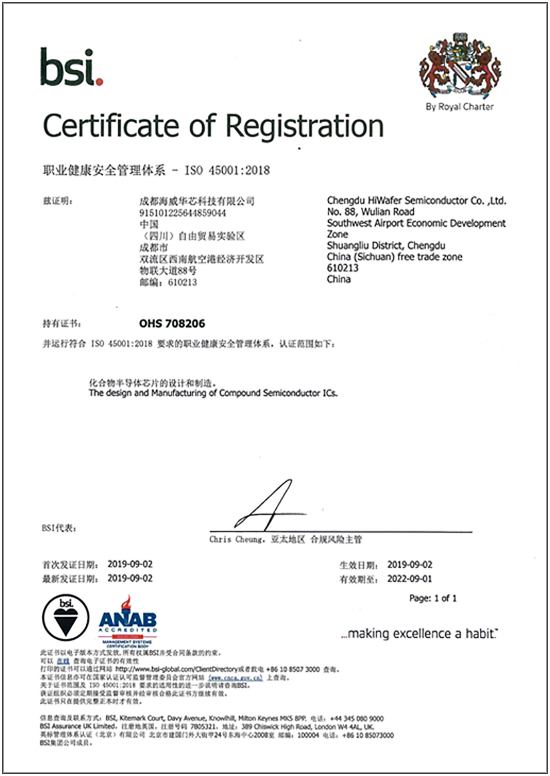 bsi.
By Royal Charter
Certificate of Registration
职业健康安全管理体系 - ISO 45001:2018
兹证明:
成都海威华芯科技有限公司
915101225644859044
中国
（四川）自由贸易实验区
成都市
双流区西南航空港经济开发区
物联大道88号
邮编：610213
Chengdu HiWafer Semiconductor Co. ,Ltd.
No. 88, Wulian Road
Southwest Airport Economic Development
Zone
Shuangliu District, Chengdu
China (Sichuan) free trade zone
610213
China
持有证书:
OHS 708206
并运行符合 ISO 45001:2018 要求的职业健康安全管理体系，认证范围如下:
化合物半导体芯片的设计和制造。
The design and Manufacturing of Compound Semiconductor ICs.
BSI代表:
Chris Cheung, 亚太地区 合规风险主管
首次发证日期: 2019-09-02
生效日期: 2019-09-02
最新发证日期: 2019-09-02
有效期至: 2022-09-01
Page: 1 of 1
bsi.
ANAB
ACCREDITED
MANAGEMENT SYSTEMS
CERTIFICATION BODY
...making excellence a habit.™
此证书以电子版本方式发放,所有权属BSI并受合同条款的约束。
可以 在线 查询电子证书的有效性
打印的证书可以通过网站 http://www.bsi-global.com/ClientDirectory或者致电 +86 10 8507 3000 查询。
本证书信息亦可在国家认证认可监督管理委员会官方网站 (www.cnca.gov.cn) 上查询。
关于证书范围及 ISO 45001:2018 要求的适用性的进一步说明请咨询BSI。
获证组织必须定期接受监督审核并经审核合格此证书方继续有效。
此证书只在提供完整正本时才有效。
信息查询及联系方式: BSI, Kitemark Court, Davy Avenue, Knowlhill, Milton Keynes MK5 8PP. 电话: +44 345 080 9000
BSI Assurance UK Limited, 注册地英国, 注册号码 7805321, 地址: 389 Chiswick High Road, London W4 4AL, UK.
英标管理体系认证（北京）有限公司 北京市建国门外大街甲24号东海中心2008室 邮编: 100004 电话: +86 10 85073000
BSI集团公司成员。